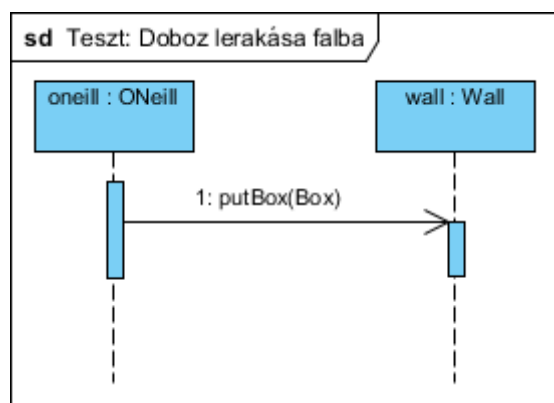 sd Teszt: Doboz lerakása falba
oneill : ONeill
wall : Wall
1: putBox(Box)